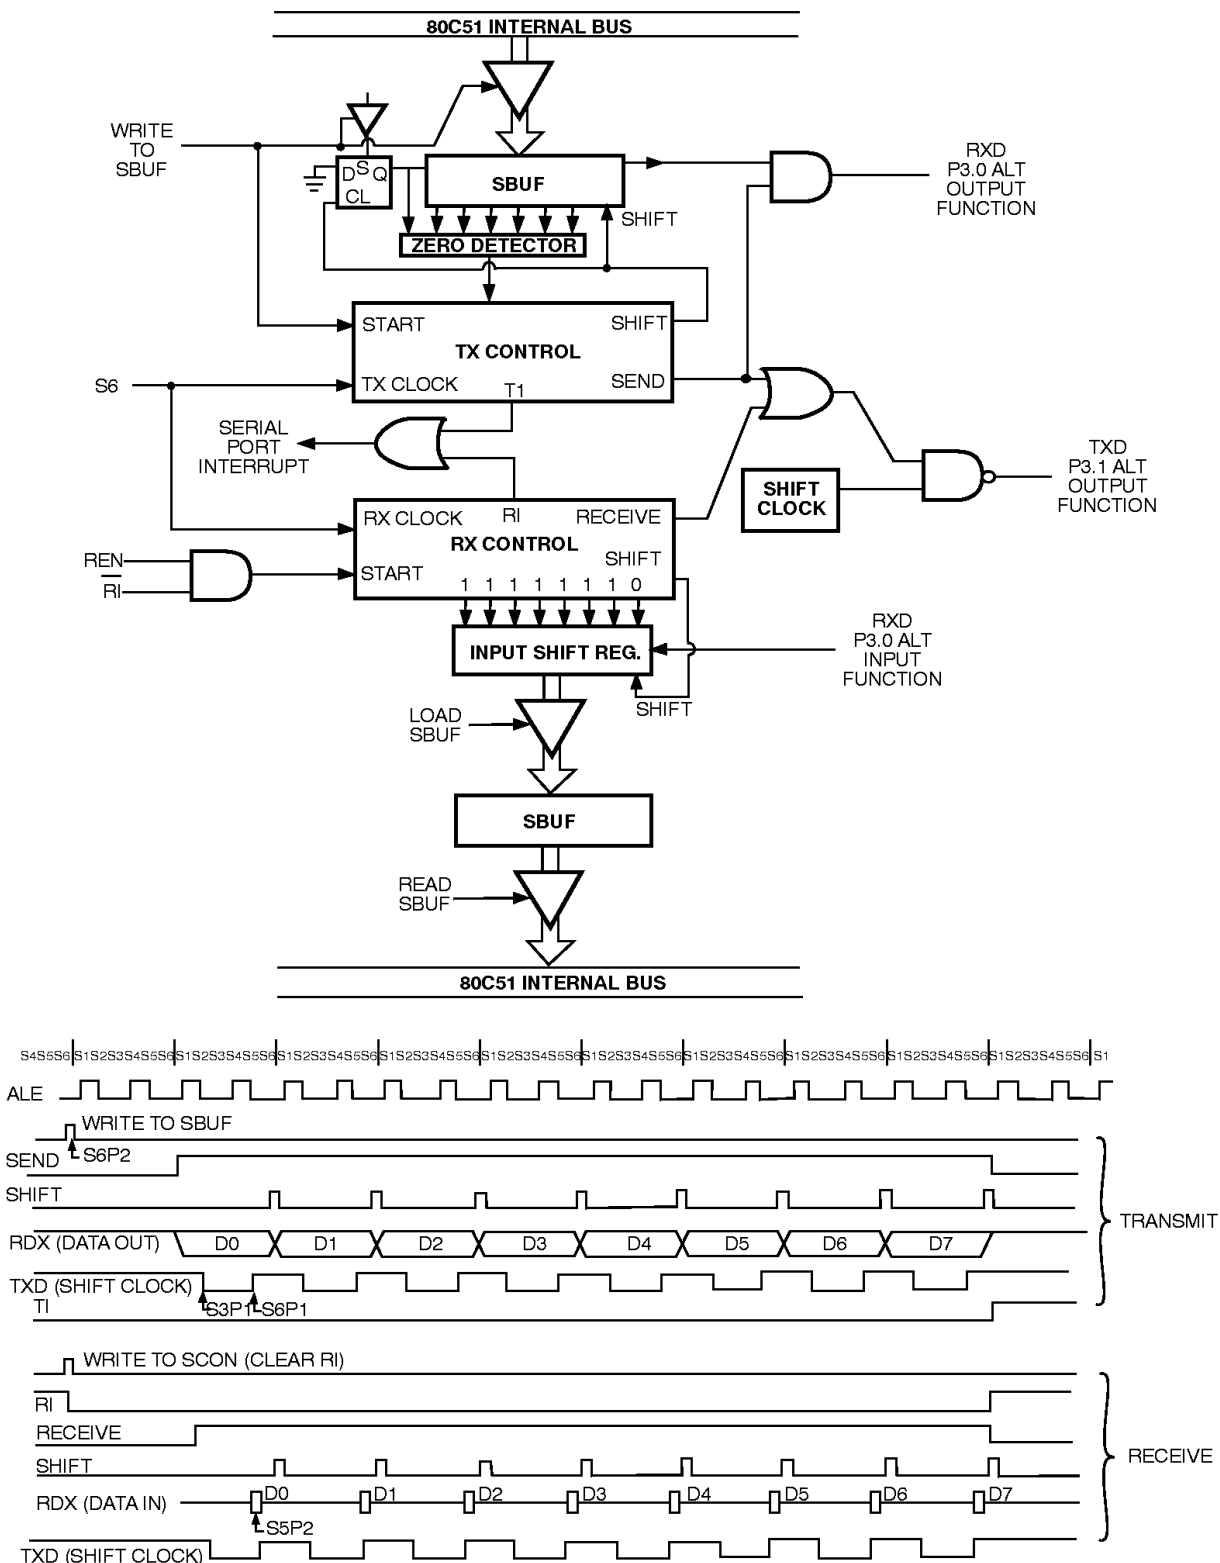 80C51 INTERNAL BUS
WRITE
TO
SBUF
D S Q
CL
SBUF
SHIFT
RXD
P3.0 ALT
OUTPUT
FUNCTION
ZERO DETECTOR
START
SHIFT
TX CONTROL
S6
TX CLOCK
T1
SEND
SERIAL
PORT
INTERRUPT
TXD
P3.1 ALT
OUTPUT
FUNCTION
SHIFT
CLOCK
RX CLOCK
RI
RECEIVE
RX CONTROL
SHIFT
REN
RI
START
1 1 1 1 1 1 1 0
INPUT SHIFT REG.
RXD
P3.0 ALT
INPUT
FUNCTION
SHIFT
LOAD
SBUF
SBUF
READ
SBUF
80C51 INTERNAL BUS
S4S5S6 S1S2S3S4S5S6 S1S2S3S4S5S6 S1S2S3S4S5S6 S1S2S3S4S5S6 S1S2S3S4S5S6 S1S2S3S4S5S6 S1S2S3S4S5S6 S1S2S3S4S5S6 S1S2S3S4S5S6 S1S2S3S4S5S6 S1
ALE
WRITE TO SBUF
S6P2
SEND
SHIFT
RDX (DATA OUT) D0 D1 D2 D3 D4 D5 D6 D7
TRANSMIT
TXD (SHIFT CLOCK)
S3P1 S6P1
TI
WRITE TO SCON (CLEAR RI)
RI
RECEIVE
SHIFT
RECEIVE
RDX (DATA IN) D0 D1 D2 D3 D4 D5 D6 D7
S5P2
TXD (SHIFT CLOCK)